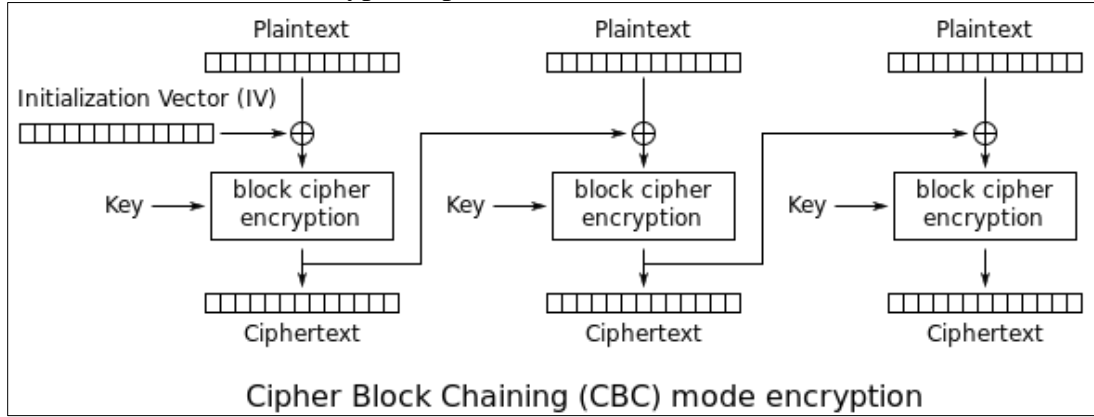 Plaintext Plaintext Plaintext
Initialization Vector (IV)
Key block cipher encryption Key block cipher encryption Key block cipher encryption
Ciphertext Ciphertext Ciphertext
Cipher Block Chaining (CBC) mode encryption